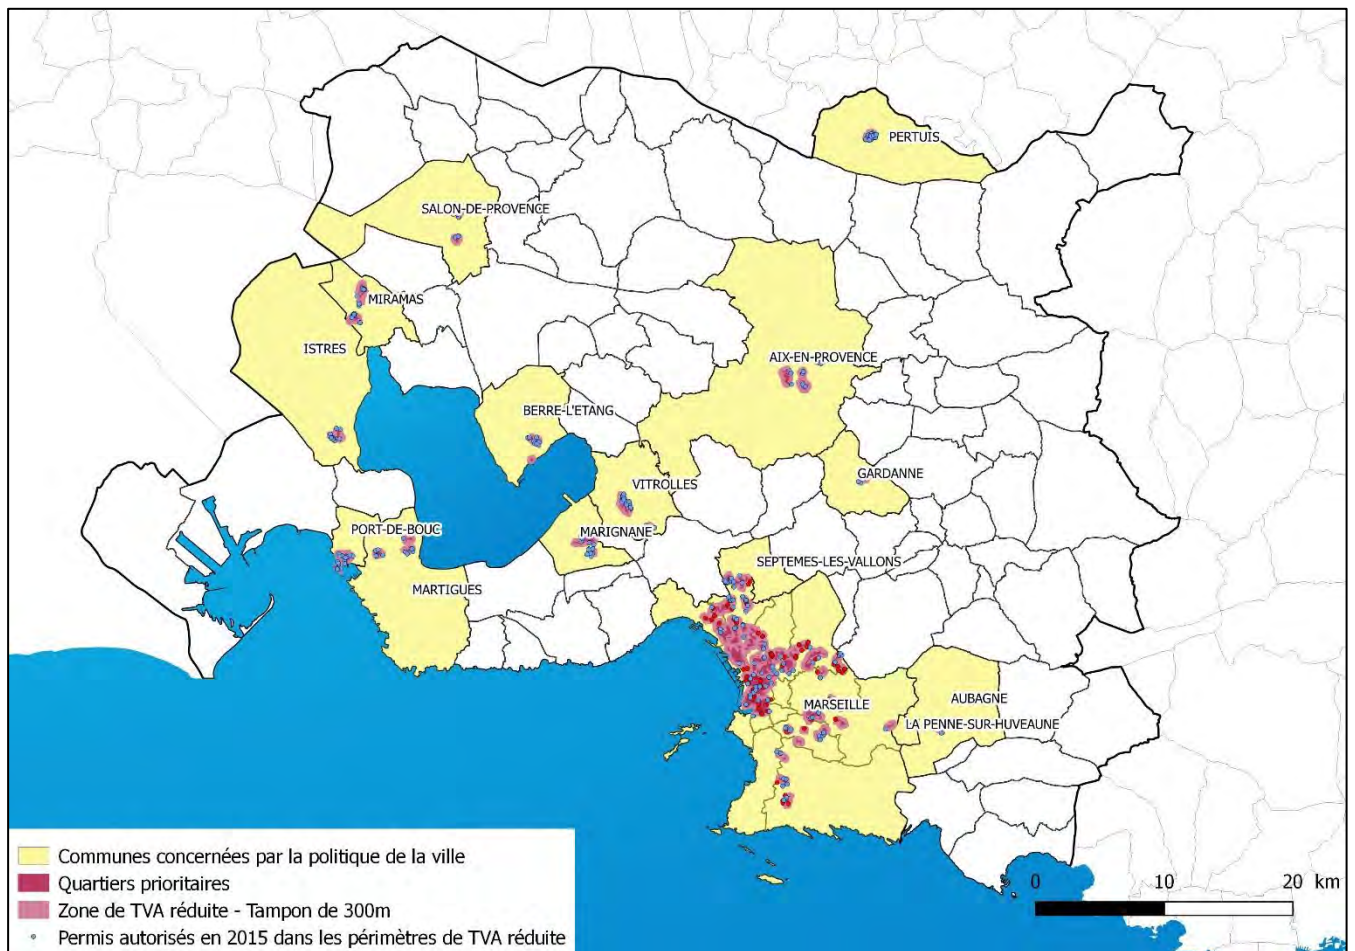 PERTUIS
SALON-DE-PROVENCE
MIRAMAS
ISTRES
AIX-EN-PROVENCE
BERRE-L'ETANG
GARDANNE
VITROLLES
PORT-DE-BOUC
MARIGNANE
SEPTEMES-LES-VALLONS
MARTIGUES
AUBAGNE
MARSEILLE
LA PENNE-SUR-HUVEAUNE
Communes concernées par la politique de la ville
Quartiers prioritaires
Zone de TVA réduite - Tampon de 300m
Permis autorisés en 2015 dans les périmètres de TVA réduite
0 10 20 km